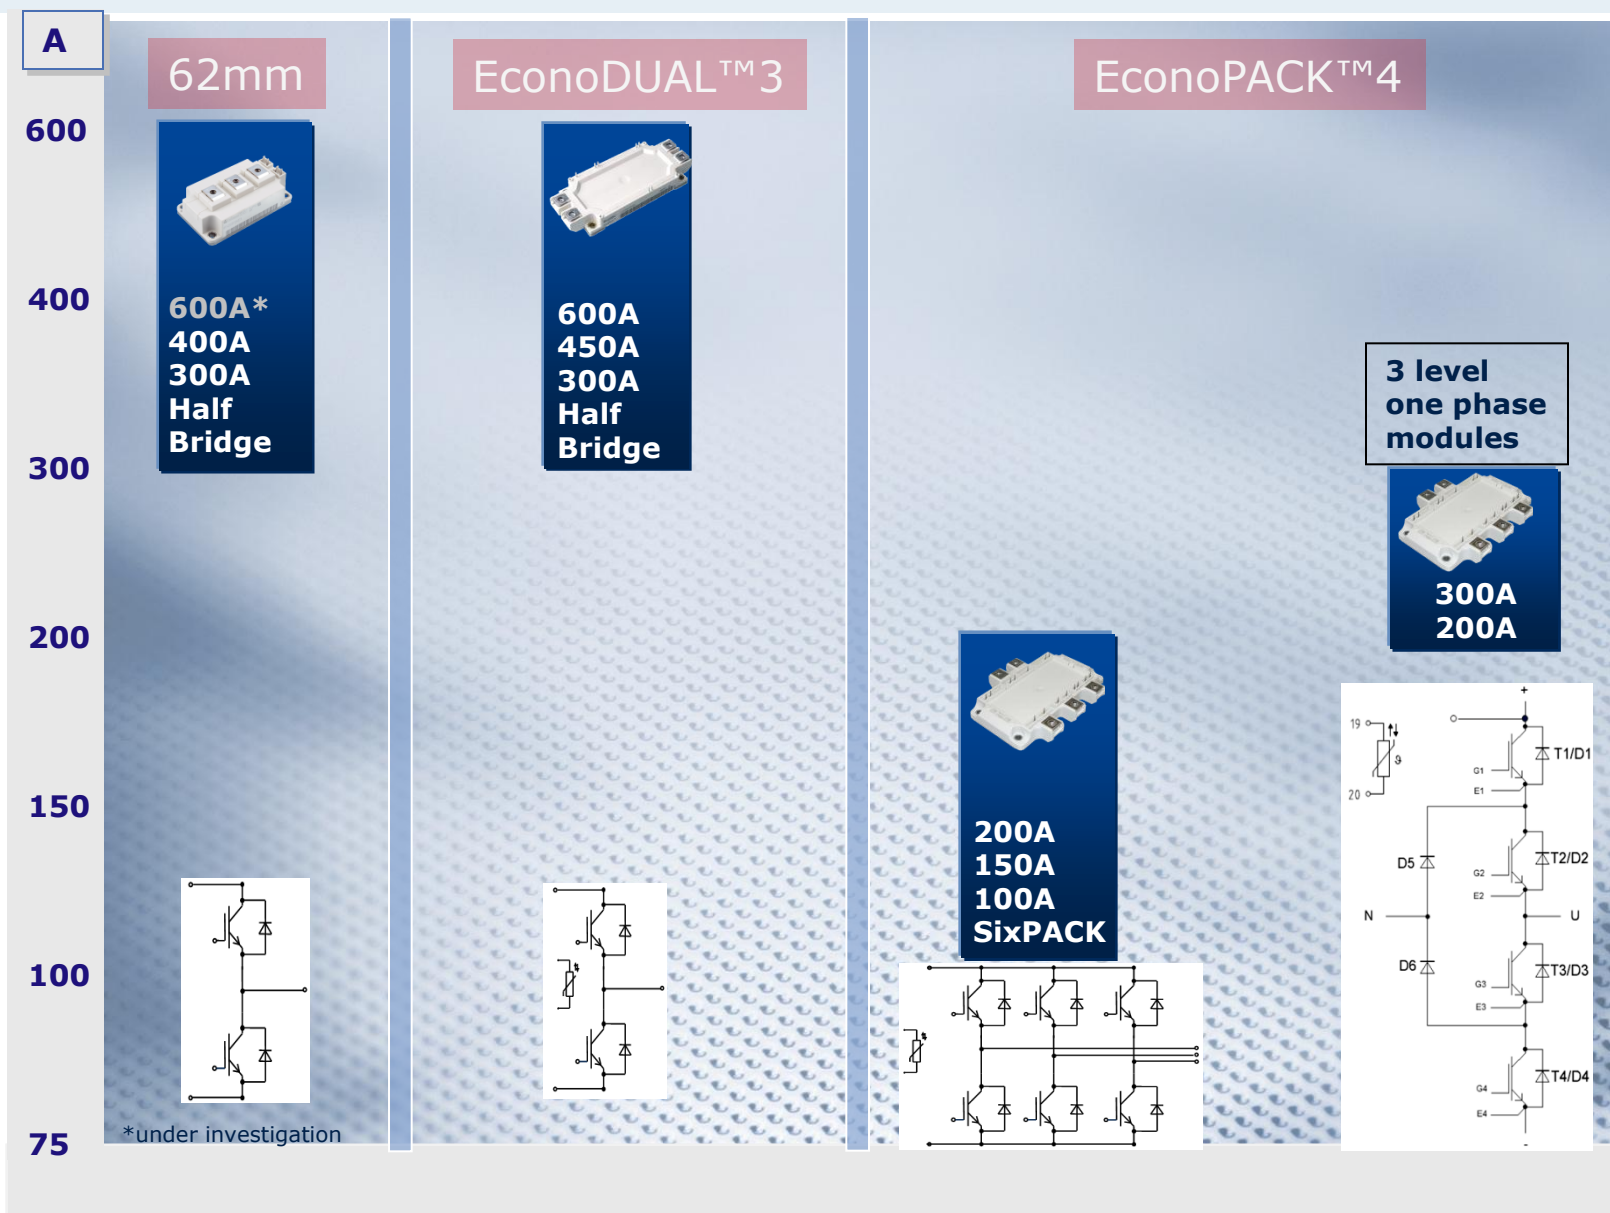 A
62mm
EconoDUAL™3
EconoPACK™4
600
400
300
200
150
100
75
600A*
400A
300A
Half
Bridge
600A
450A
300A
Half
Bridge
200A
150A
100A
SixPACK
3 level
one phase
modules
300A
200A
+
19
20
ϑ
T1/D1
G1
E1
D5
T2/D2
G2
E2
N
U
D6
T3/D3
G3
E3
T4/D4
G4
E4
-
*under investigation